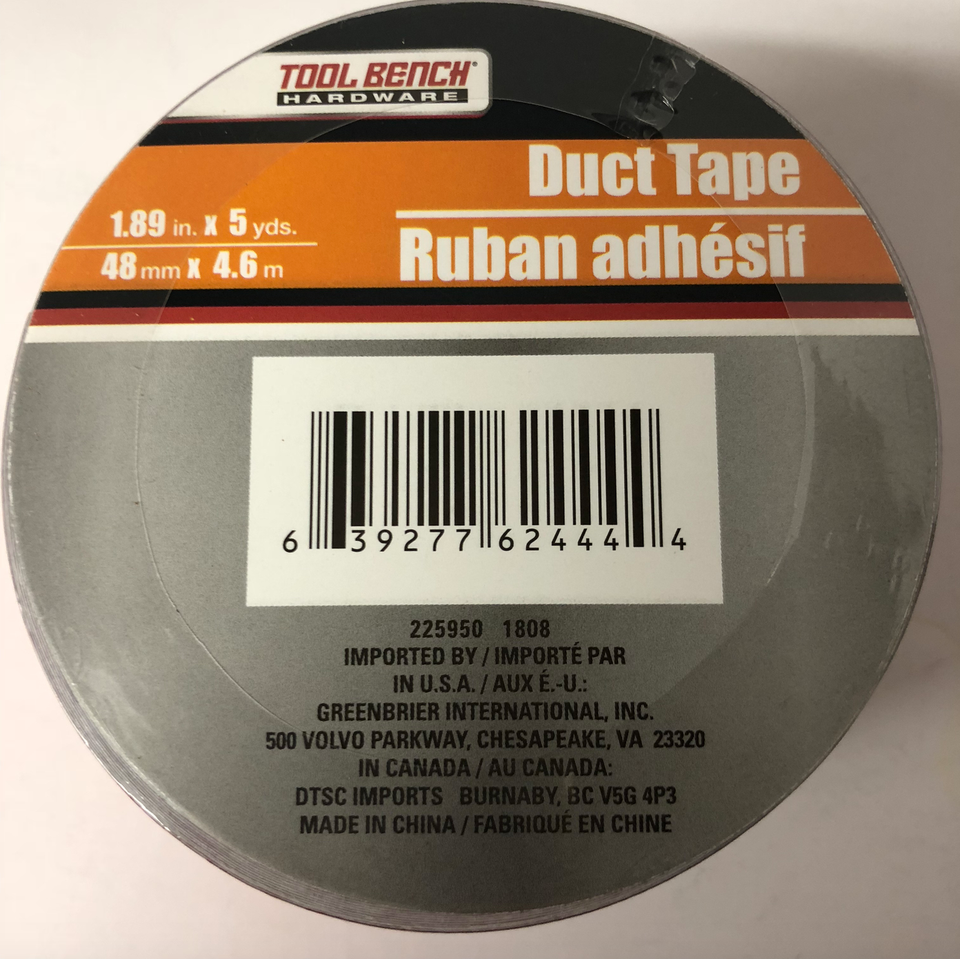 TOOL BENCH®
HARDWARE
Duct Tape
1.89 in. x 5 yds.
48 mm x 4.6 m
Ruban adhésif
6 39277 62444 4
225950 1808
IMPORTED BY / IMPORTÉ PAR
IN U.S.A. / AUX É.-U.:
GREENBRIER INTERNATIONAL, INC.
500 VOLVO PARKWAY, CHESAPEAKE, VA 23320
IN CANADA / AU CANADA:
DTSC IMPORTS BURNABY, BC V5G 4P3
MADE IN CHINA / FABRIQUÉ EN CHINE